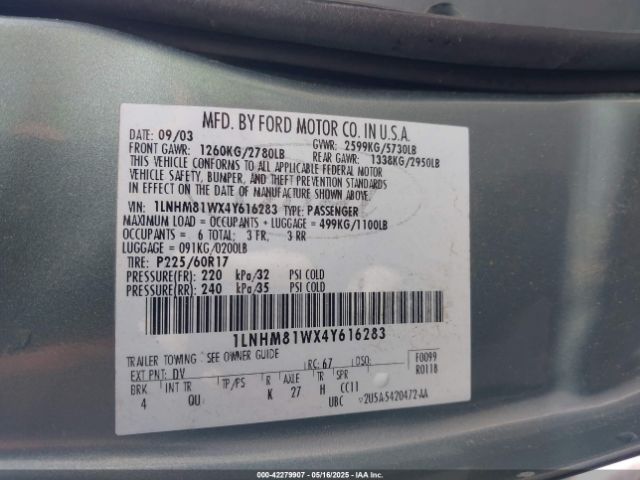 MFD. BY FORD MOTOR CO. IN U.S.A.
DATE: 09/03 GVWR: 2599KG/5730LB
FRONT GAWR: 1260KG/2780LB REAR GAWR: 1338KG/2950LB
THIS VEHICLE CONFORMS TO ALL APPLICABLE FEDERAL MOTOR
VEHICLE SAFETY, BUMPER, AND THEFT PREVENTION STANDARDS
IN EFFECT ON THE DATE OF MANUFACTURE SHOWN ABOVE.
VIN: 1LNHM81WX4Y616283 TYPE: PASSENGER
MAXIMUM LOAD = OCCUPANTS + LUGGAGE = 499KG/1100LB
OCCUPANTS = 6 TOTAL; 3 FR, 3 RR
LUGGAGE = 091KG/0200LB
TIRE: P225/60R17
PRESSURE(FR) 220 kPa/32 PSI COLD
PRESSURE(RR) 240 kPa/35 PSI COLD
1LNHM81WX4Y616283
TRAILER TOWING: SEE OWNER GUIDE
EXT PNT: DV RC: 67 DSO: F0099
R0118
BRK INT TR TP/PS R AXLE TR SPR
4 QU K 27 H CC11
UBC 2U5A5420472-AA
000-42279907 - 05/16/2025 - IAAI.COM